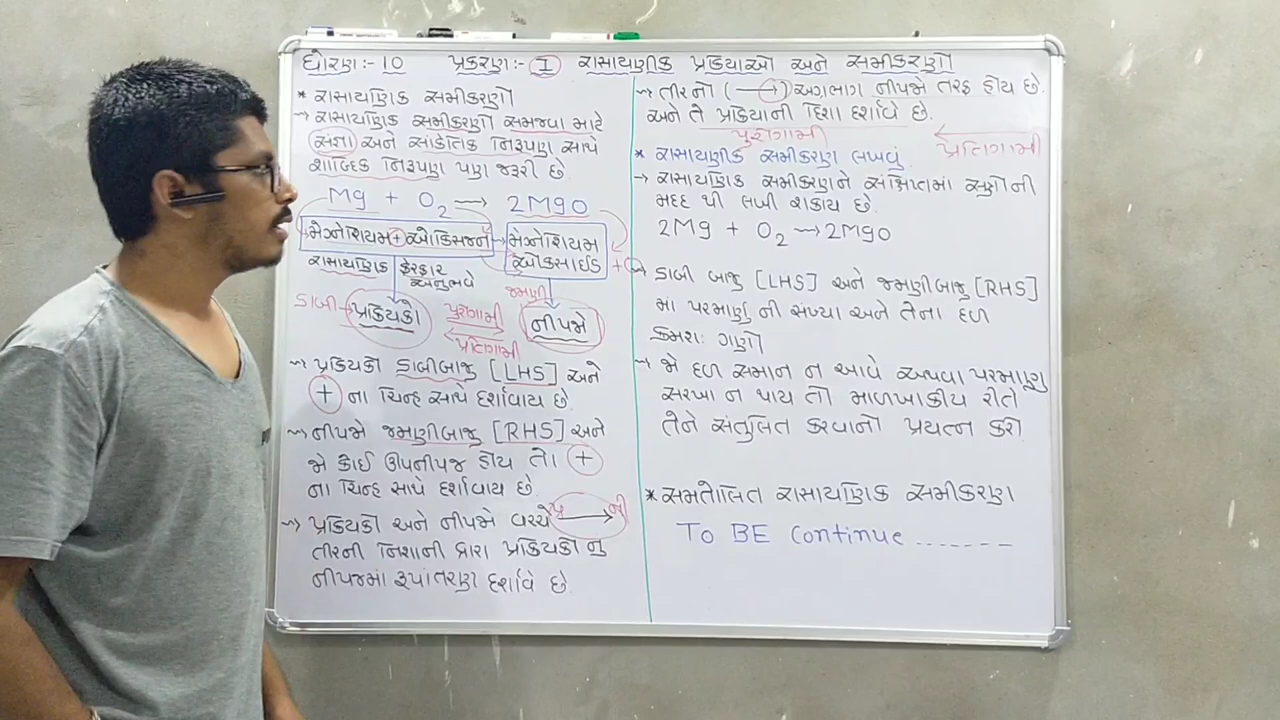 ધોરણ:- 10 પ્રકરણ:- 1 રાસાયણીક પ્રક્રિયાઓ અને સમીકરણો
* રાસાયણિક સમીકરણો
→ રાસાયણિક સમીકરણો સમજવા માટે
સંજ્ઞા અને સાંકેતિક નિરૂપણ સાથે
શાબ્દિક નિરૂપણ પણ જરૂરી છે.
Mg + O2 → 2MgO
મેગ્નેશિયમ + ઓક્સિજન → મેગ્નેશિયમ
ઓક્સાઈડ +
રાસાયણિક ફેરફાર
અનુભવે
ડાબી પ્રક્રિયકો પુરોગામી જમણી નીપજો
પ્રતિગામી
→ પ્રક્રિયકો ડાબીબાજુ [LHS] અને
+ ના ચિન્હ સાથે દર્શાવાય છે.
→ નીપજો જમણીબાજુ [RHS] અને
જો કોઈ ઉપનીપજ હોય તો +
ના ચિન્હ સાથે દર્શાવાય છે.
→ પ્રક્રિયકો અને નીપજો વચ્ચે પ્ર → ની
તીરની નિશાની દ્વારા પ્રક્રિયકો નુ
નીપજમાં રૂપાંતરણ દર્શાવે છે
→ તીરનો ( → ) અગ્રભાગ નીપજો તરફ હોય છે.
અને તે પ્રક્રિયાની દિશા દર્શાવે છે.
પુરોગામી ← પ્રતિગામી
* રાસાયણીક સમીકરણ લખવું
→ રાસાયણિક સમીકરણને સંક્ષિપ્તમાં સૂત્રોની
મદદ થી લખી શકાય છે.
2Mg + O2 → 2MgO
→ ડાબી બાજુ [LHS] અને જમણીબાજુ [RHS]
માં પરમાણુ ની સંખ્યા અને તેના દળ
ક્રમશઃ ગણો
→ જો દળ સમાન ન આવે અથવા પરમાણુ
સરખા ન થાય તો માળખાકીય રીતે
તેને સંતુલિત કરવાનો પ્રયત્ન કરો
* સમતોલિત રાસાયણિક સમીકરણ
To BE Continue .......